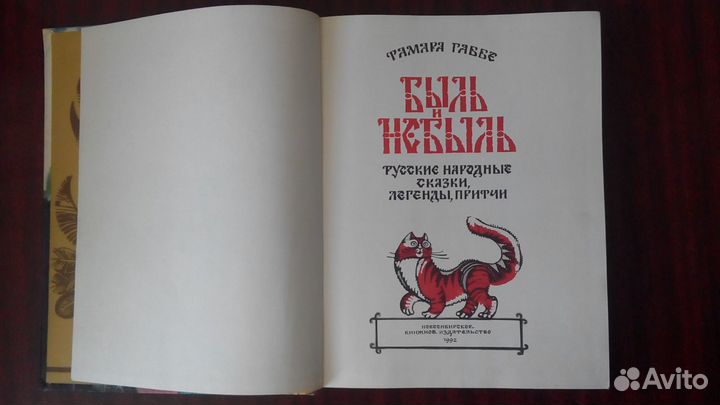 ТАМАРА ГАББЕ
БЫЛЬ
И
НЕБЫЛЬ
РУССКИЕ НАРОДНЫЕ
СКАЗКИ,
ЛЕГЕНДЫ, ПРИТЧИ
НОВОСИБИРСКОЕ
КНИЖНОЕ ИЗДАТЕЛЬСТВО
1992
Avito